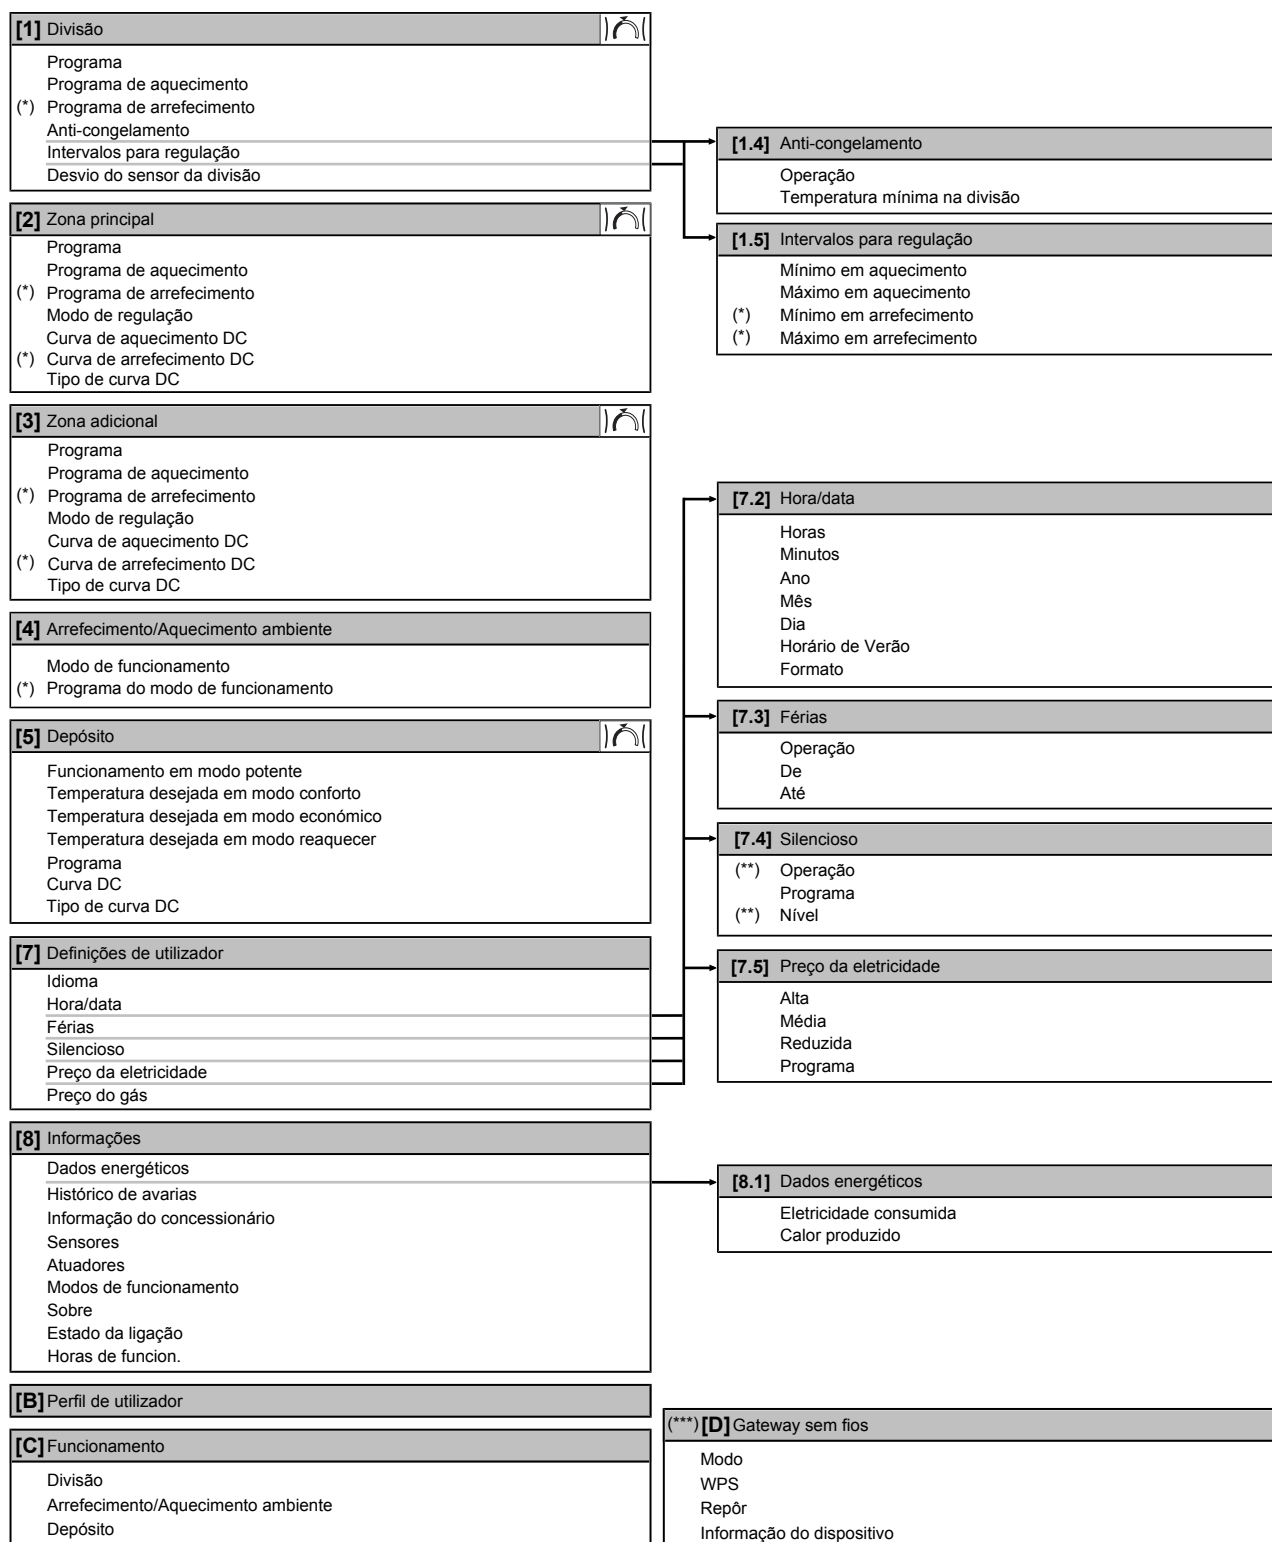 [1] Divisão
Programa
Programa de aquecimento
(*) Programa de arrefecimento
Anti-congelamento
Intervalos para regulação
Desvio do sensor da divisão
[2] Zona principal
Programa
Programa de aquecimento
(*) Programa de arrefecimento
Modo de regulação
Curva de aquecimento DC
(*) Curva de arrefecimento DC
Tipo de curva DC
[3] Zona adicional
Programa
Programa de aquecimento
(*) Programa de arrefecimento
Modo de regulação
Curva de aquecimento DC
(*) Curva de arrefecimento DC
Tipo de curva DC
[4] Arrefecimento/Aquecimento ambiente
Modo de funcionamento
(*) Programa do modo de funcionamento
[5] Depósito
Funcionamento em modo potente
Temperatura desejada em modo conforto
Temperatura desejada em modo económico
Temperatura desejada em modo reaquecer
Programa
Curva DC
Tipo de curva DC
[7] Definições de utilizador
Idioma
Hora/data
Férias
Silencioso
Preço da eletricidade
Preço do gás
[8] Informações
Dados energéticos
Histórico de avarias
Informação do concessionário
Sensores
Atuadores
Modos de funcionamento
Sobre
Estado da ligação
Horas de funcion.
[B] Perfil de utilizador
[C] Funcionamento
Divisão
Arrefecimento/Aquecimento ambiente
Depósito
[1.4] Anti-congelamento
Operação
Temperatura mínima na divisão
[1.5] Intervalos para regulação
Mínimo em aquecimento
Máximo em aquecimento
(*) Mínimo em arrefecimento
(*) Máximo em arrefecimento
[7.2] Hora/data
Horas
Minutos
Ano
Mês
Dia
Horário de Verão
Formato
[7.3] Férias
Operação
De
Até
[7.4] Silencioso
(**) Operação
Programa
(**) Nível
[7.5] Preço da eletricidade
Alta
Média
Reduzida
Programa
[8.1] Dados energéticos
Eletricidade consumida
Calor produzido
(***) [D] Gateway sem fios
Modo
WPS
Repôr
Informação do dispositivo